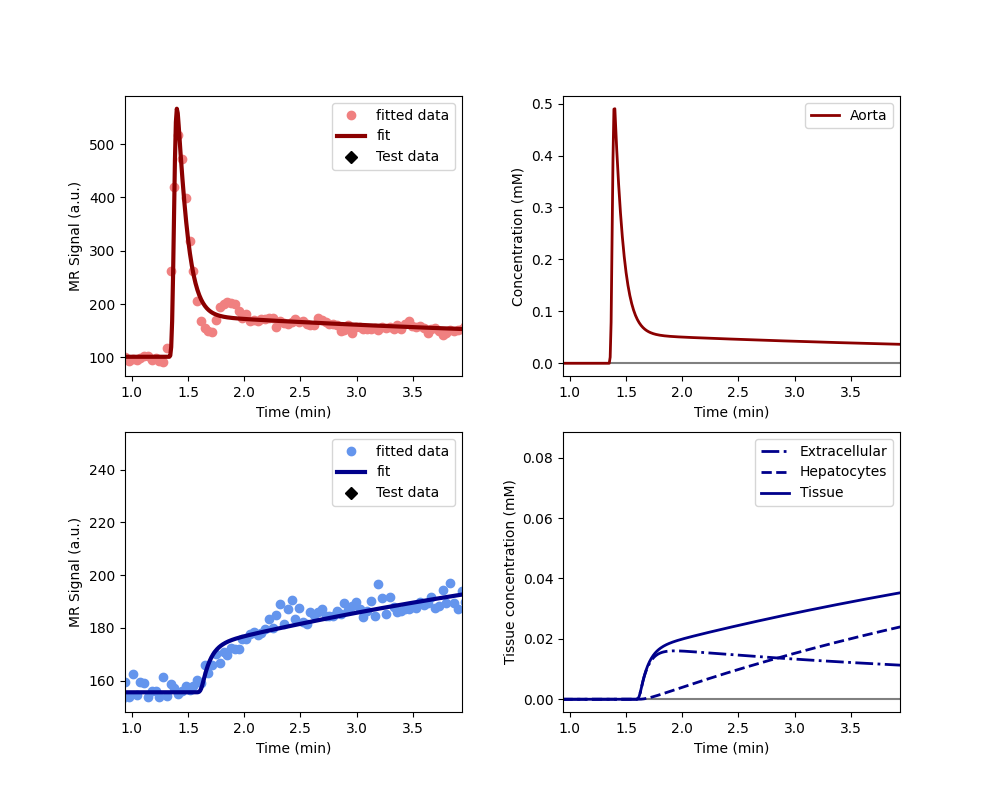 MR Signal (a.u.)
500
400
300
200
100
fitted data
fit
Test data
1.0 1.5 2.0 2.5 3.0 3.5
Time (min)
Concentration (mM)
0.5
0.4
0.3
0.2
0.1
0.0
Aorta
1.0 1.5 2.0 2.5 3.0 3.5
Time (min)
MR Signal (a.u.)
240
220
200
180
160
fitted data
fit
Test data
1.0 1.5 2.0 2.5 3.0 3.5
Time (min)
Tissue concentration (mM)
0.08
0.06
0.04
0.02
0.00
Extracellular
Hepatocytes
Tissue
1.0 1.5 2.0 2.5 3.0 3.5
Time (min)